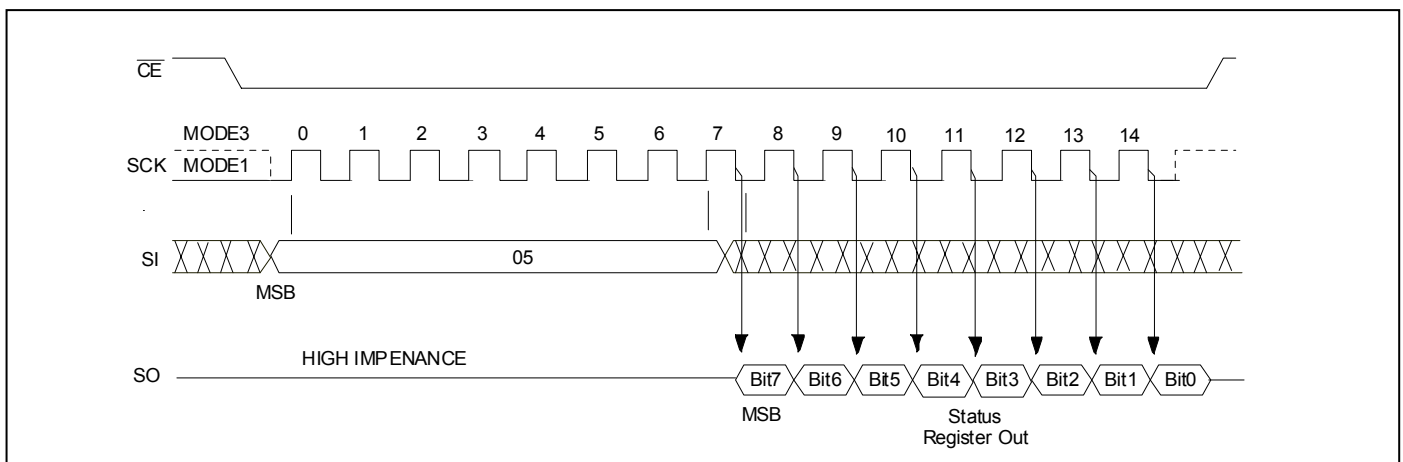 CE
MODE3 0 1 2 3 4 5 6 7 8 9 10 11 12 13 14
SCK MODE1
SI 05
MSB
HIGH IMPENANCE
SO Bit7 Bit6 Bit5 Bit4 Bit3 Bit2 Bit1 Bit0
MSB Status
Register Out